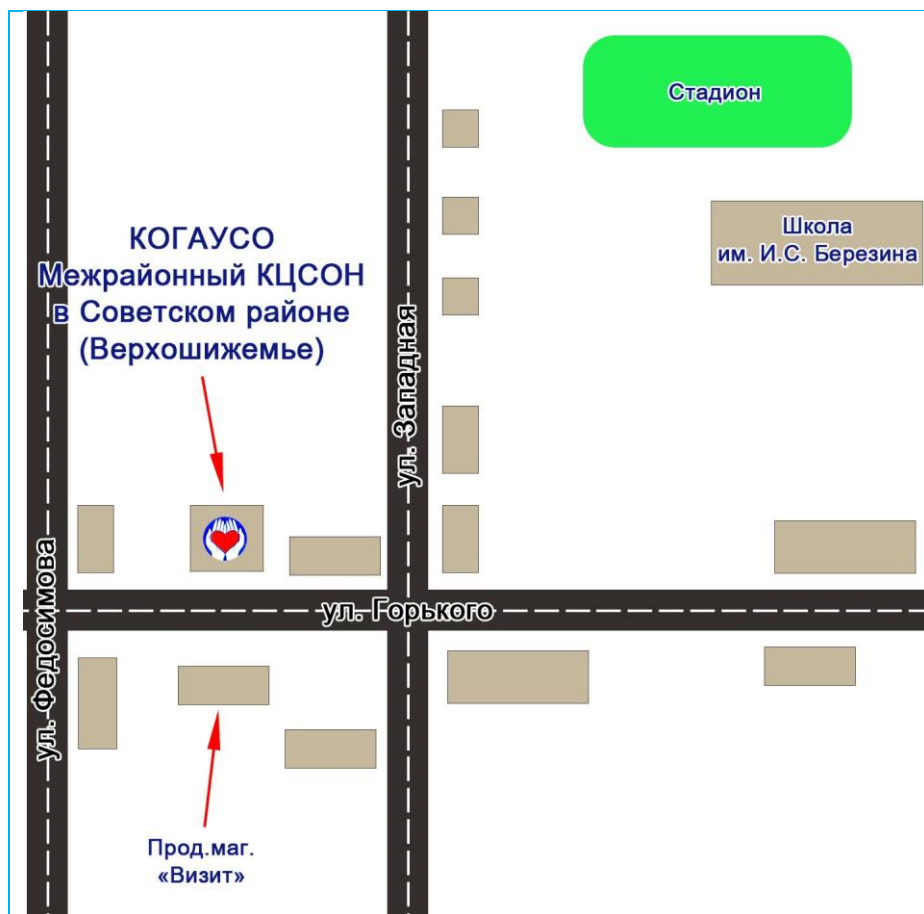 Стадион
Школа
им. И.С. Березина
КОГАУСО
Межрайонный КЦСОН
в Советском районе
(Верхошижемье)
ул. Западная
ул. Федосимова
ул. Горького
Прод.маг.
«Визит»